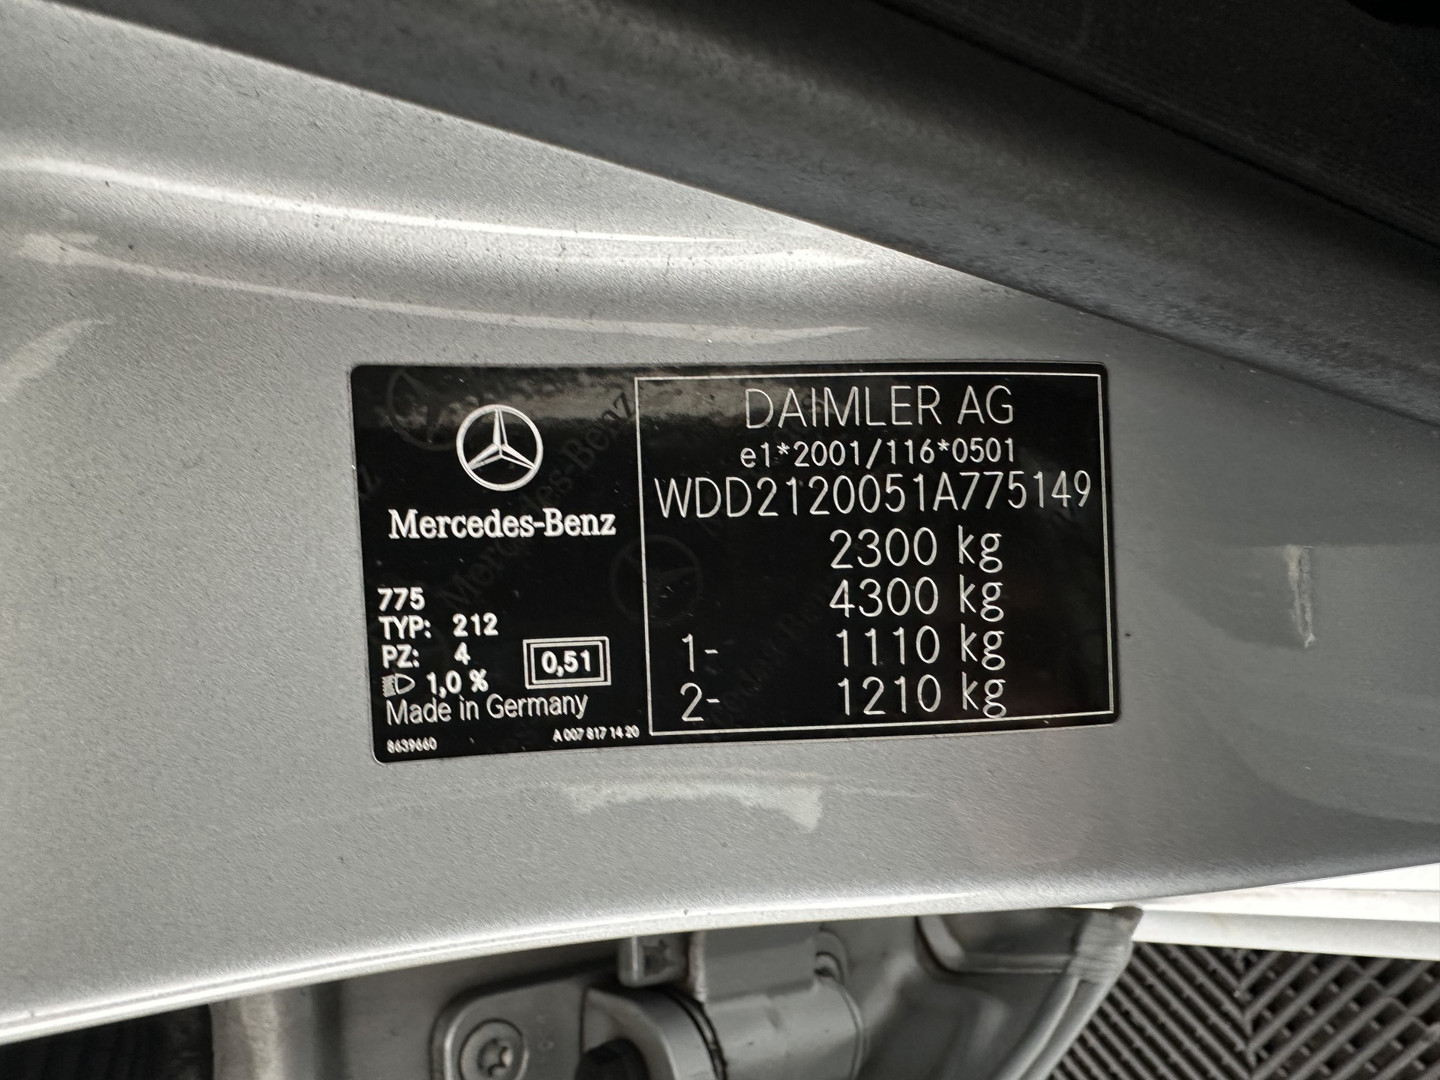 Mercedes-Benz
775
TYP: 212
PZ: 4
0,51
1,0 %
Made in Germany
8639660
A 007 817 14 20
DAIMLER AG
e1*2001/116*0501
WDD2120051A775149
2300 kg
4300 kg
1- 1110 kg
2- 1210 kg